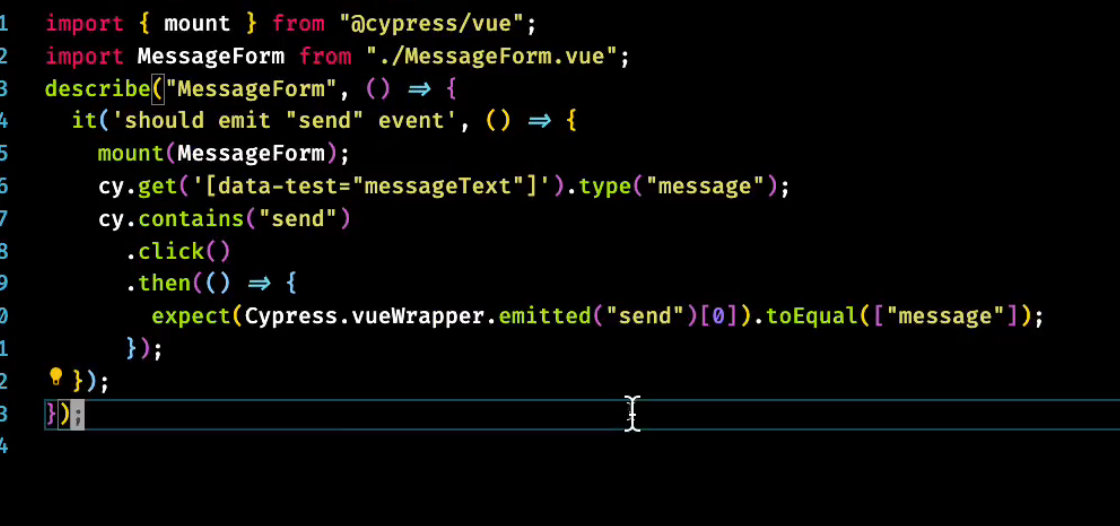 1 import { mount } from "@cypress/vue";
2 import MessageForm from "./MessageForm.vue";
3 describe("MessageForm", () => {
4 it('should emit "send" event', () => {
5 mount(MessageForm);
6 cy.get('[data-test="messageText"]').type("message");
7 cy.contains("send")
8 .click()
9 .then(() => {
0 expect(Cypress.vueWrapper.emitted("send")[0]).toEqual(["message"]);
1 });
2 });
3 });
4